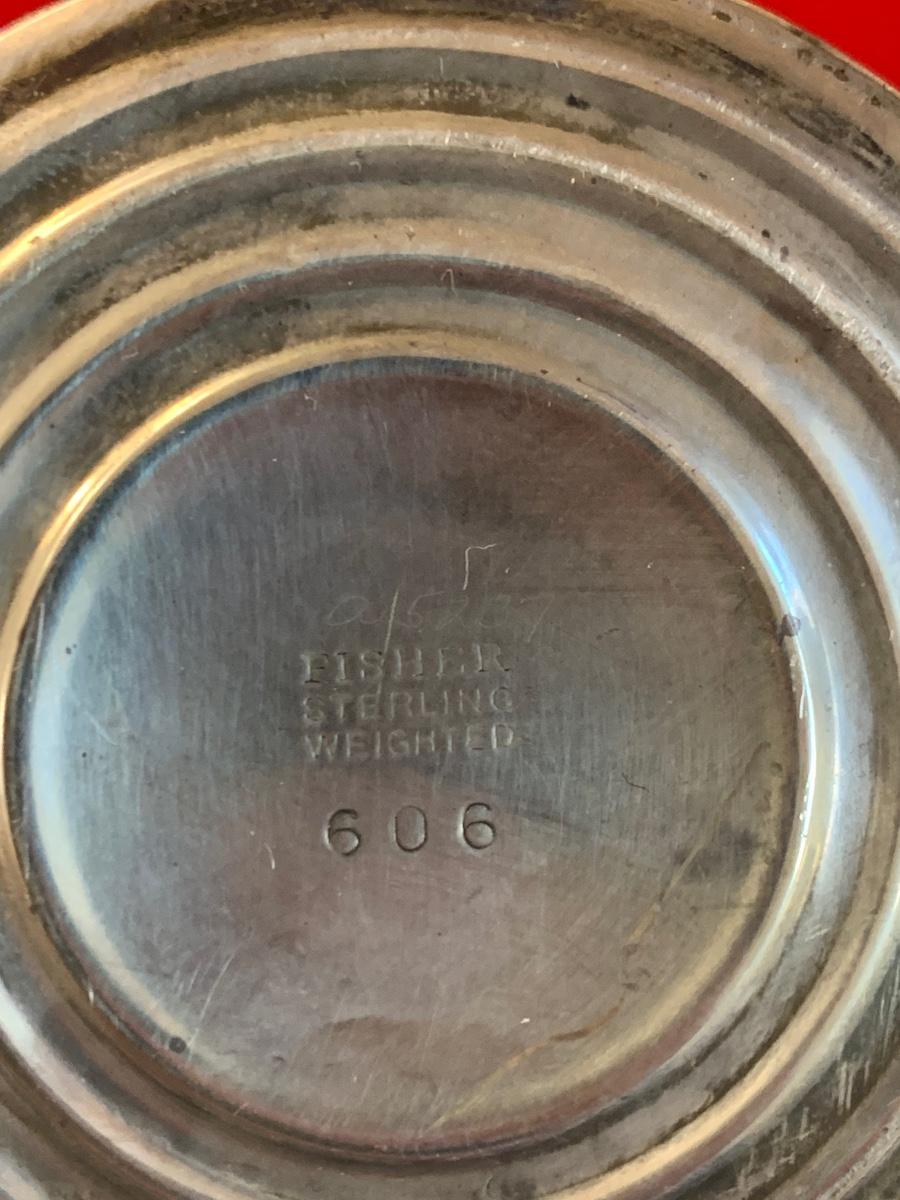 FISHER
STERLING
WEIGHTED
606